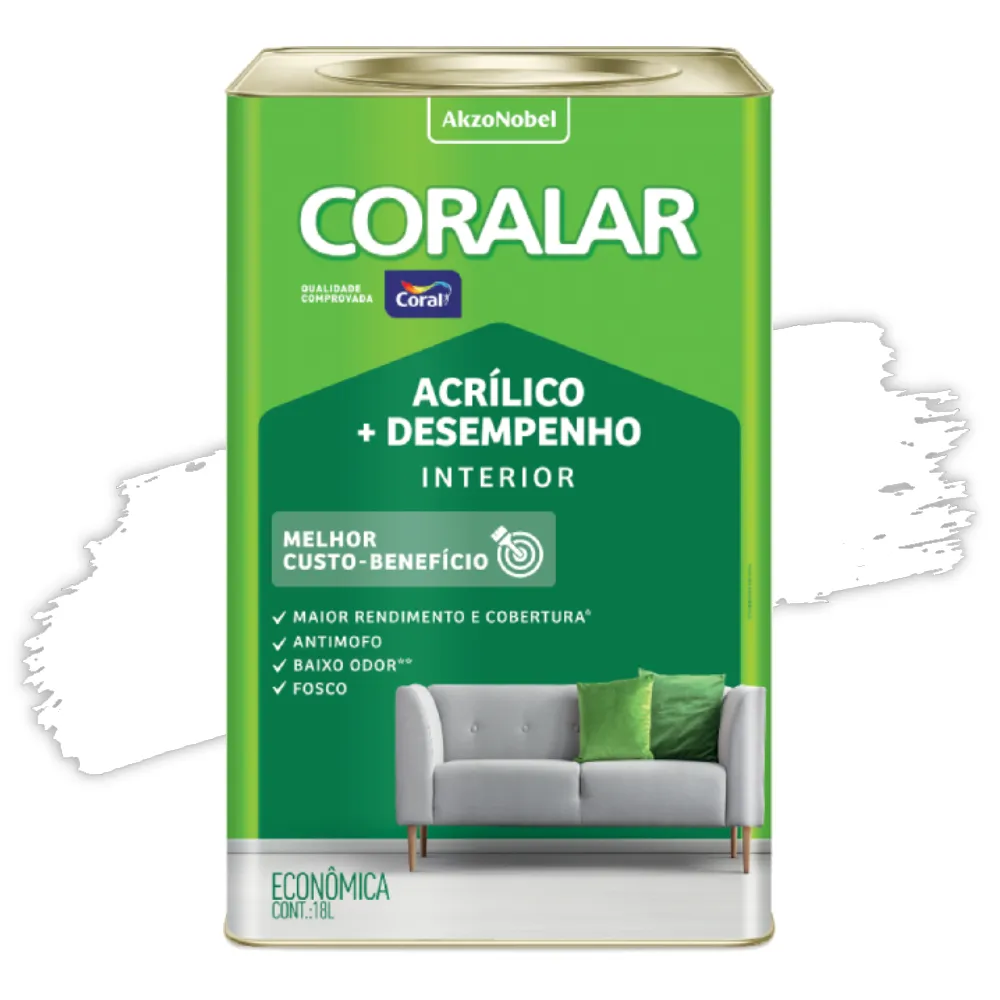 AkzoNobel
CORALAR
QUALIDADE
COMPROVADA
Coral
ACRÍLICO
+ DESEMPENHO
INTERIOR
MELHOR
CUSTO-BENEFÍCIO
MAIOR RENDIMENTO E COBERTURA*
ANTIMOFO
BAIXO ODOR**
FOSCO
ECONÔMICA
CONT.:18L